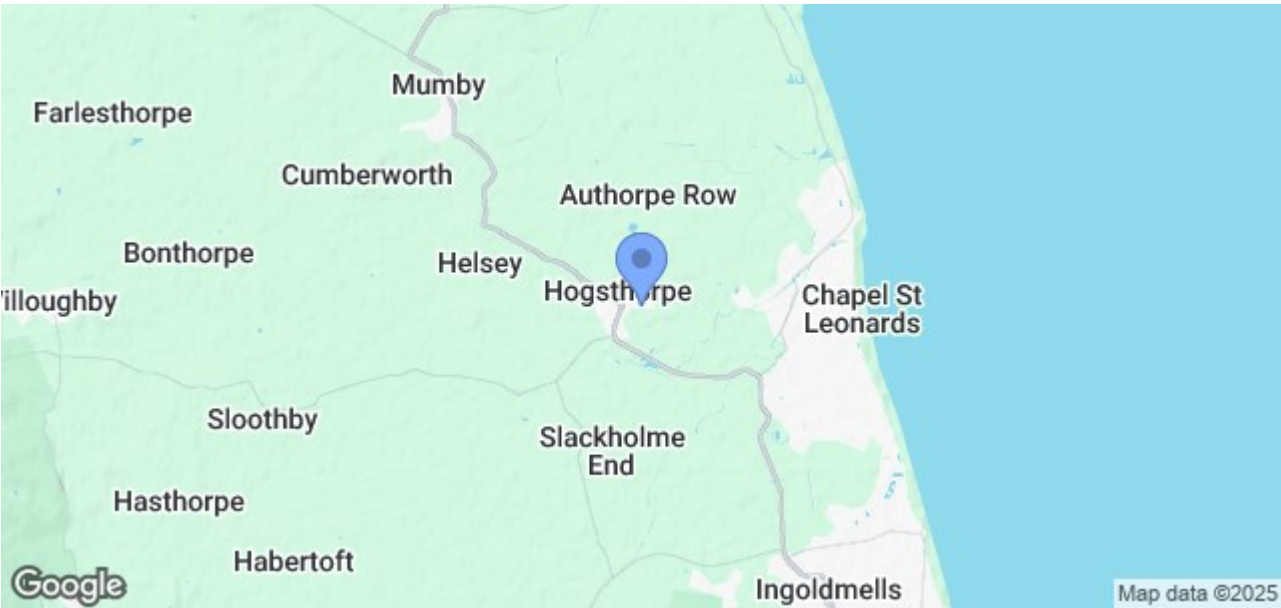 Mumby
Farlesthorpe
Cumberworth
Authorpe Row
Bonthorpe
Helsey
Hogsthorpe
illoughby
Chapel St
Leonards
Sloothby
Slackholme
End
Hasthorpe
Habertoft
Ingoldmells
Google
Map data ©2025